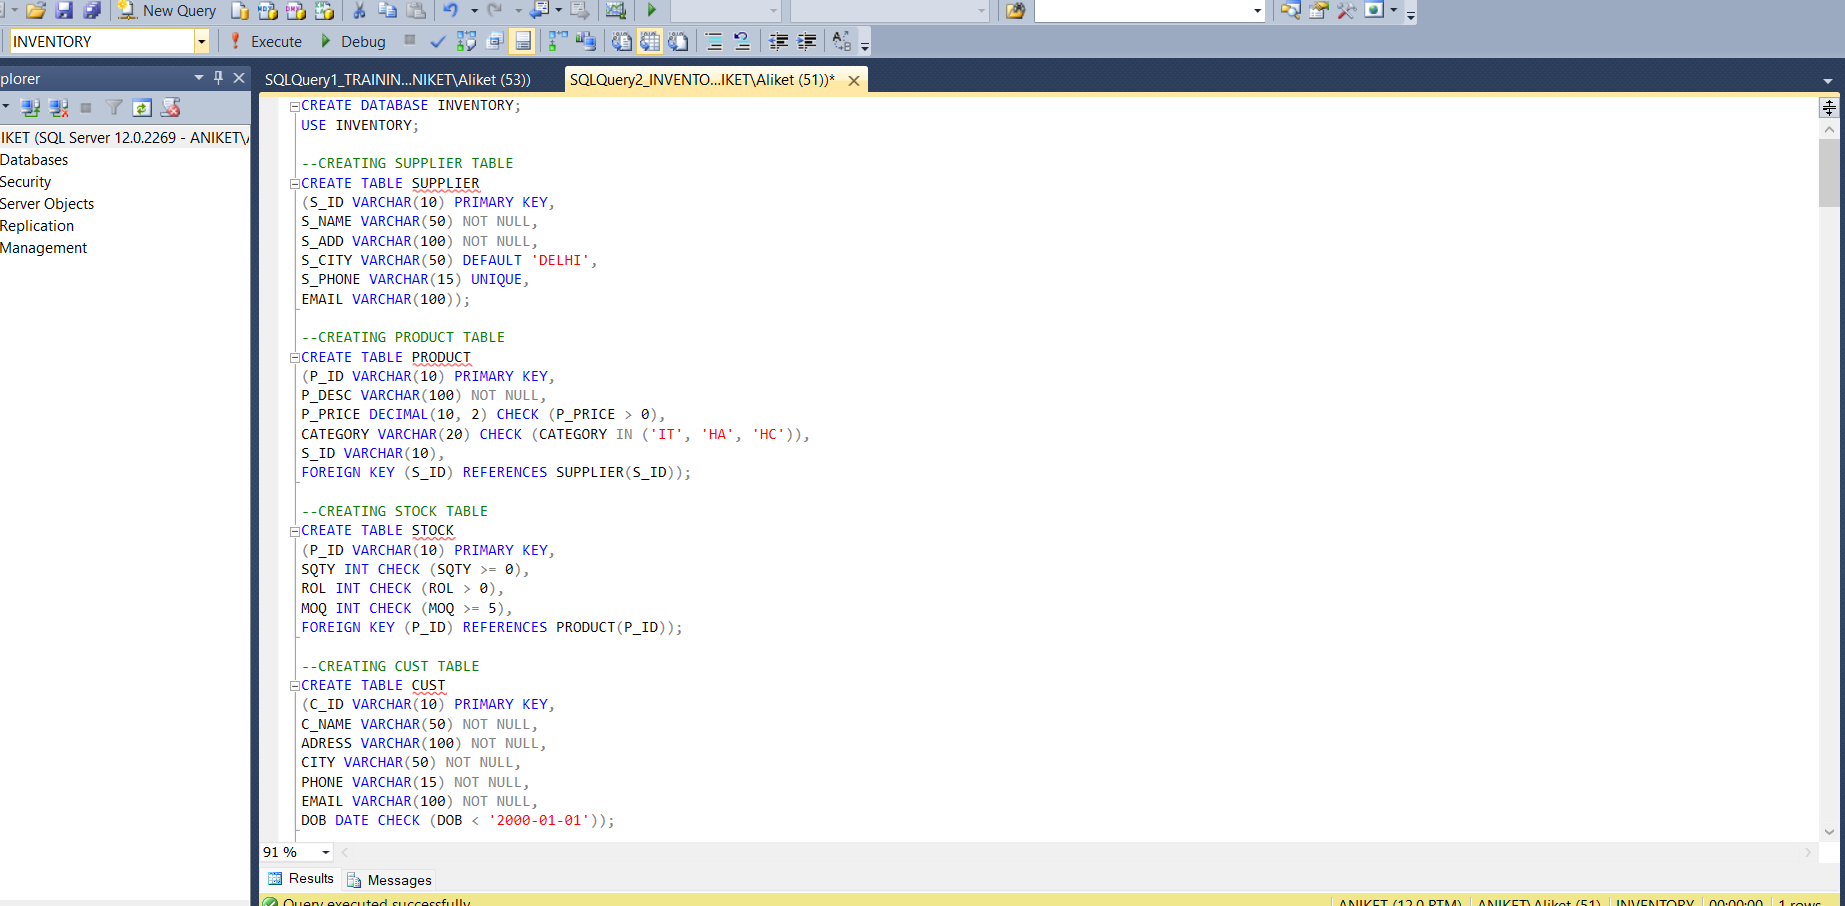 New Query
INVENTORY
Execute
Debug
plorer
SQLQuery1_TRAININ...NIKET\Aliket (53))
SQLQuery2_INVENTO...IKET\Aliket (51))*
IKET (SQL Server 12.0.2269 - ANIKET\A
Databases
Security
Server Objects
Replication
Management
CREATE DATABASE INVENTORY;
USE INVENTORY;
--CREATING SUPPLIER TABLE
CREATE TABLE SUPPLIER
(S_ID VARCHAR(10) PRIMARY KEY,
S_NAME VARCHAR(50) NOT NULL,
S_ADD VARCHAR(100) NOT NULL,
S_CITY VARCHAR(50) DEFAULT 'DELHI',
S_PHONE VARCHAR(15) UNIQUE,
EMAIL VARCHAR(100));
--CREATING PRODUCT TABLE
CREATE TABLE PRODUCT
(P_ID VARCHAR(10) PRIMARY KEY,
P_DESC VARCHAR(100) NOT NULL,
P_PRICE DECIMAL(10, 2) CHECK (P_PRICE > 0),
CATEGORY VARCHAR(20) CHECK (CATEGORY IN ('IT', 'HA', 'HC')),
S_ID VARCHAR(10),
FOREIGN KEY (S_ID) REFERENCES SUPPLIER(S_ID));
--CREATING STOCK TABLE
CREATE TABLE STOCK
(P_ID VARCHAR(10) PRIMARY KEY,
SQTY INT CHECK (SQTY >= 0),
ROL INT CHECK (ROL > 0),
MOQ INT CHECK (MOQ >= 5),
FOREIGN KEY (P_ID) REFERENCES PRODUCT(P_ID));
--CREATING CUST TABLE
CREATE TABLE CUST
(C_ID VARCHAR(10) PRIMARY KEY,
C_NAME VARCHAR(50) NOT NULL,
ADRESS VARCHAR(100) NOT NULL,
CITY VARCHAR(50) NOT NULL,
PHONE VARCHAR(15) NOT NULL,
EMAIL VARCHAR(100) NOT NULL,
DOB DATE CHECK (DOB < '2000-01-01'));
91 %
Results
Messages
Query executed successfully
ANIKET (12.0 RTM)
ANIKET\Aliket (51)
INVENTORY
00:00:00
1 rows